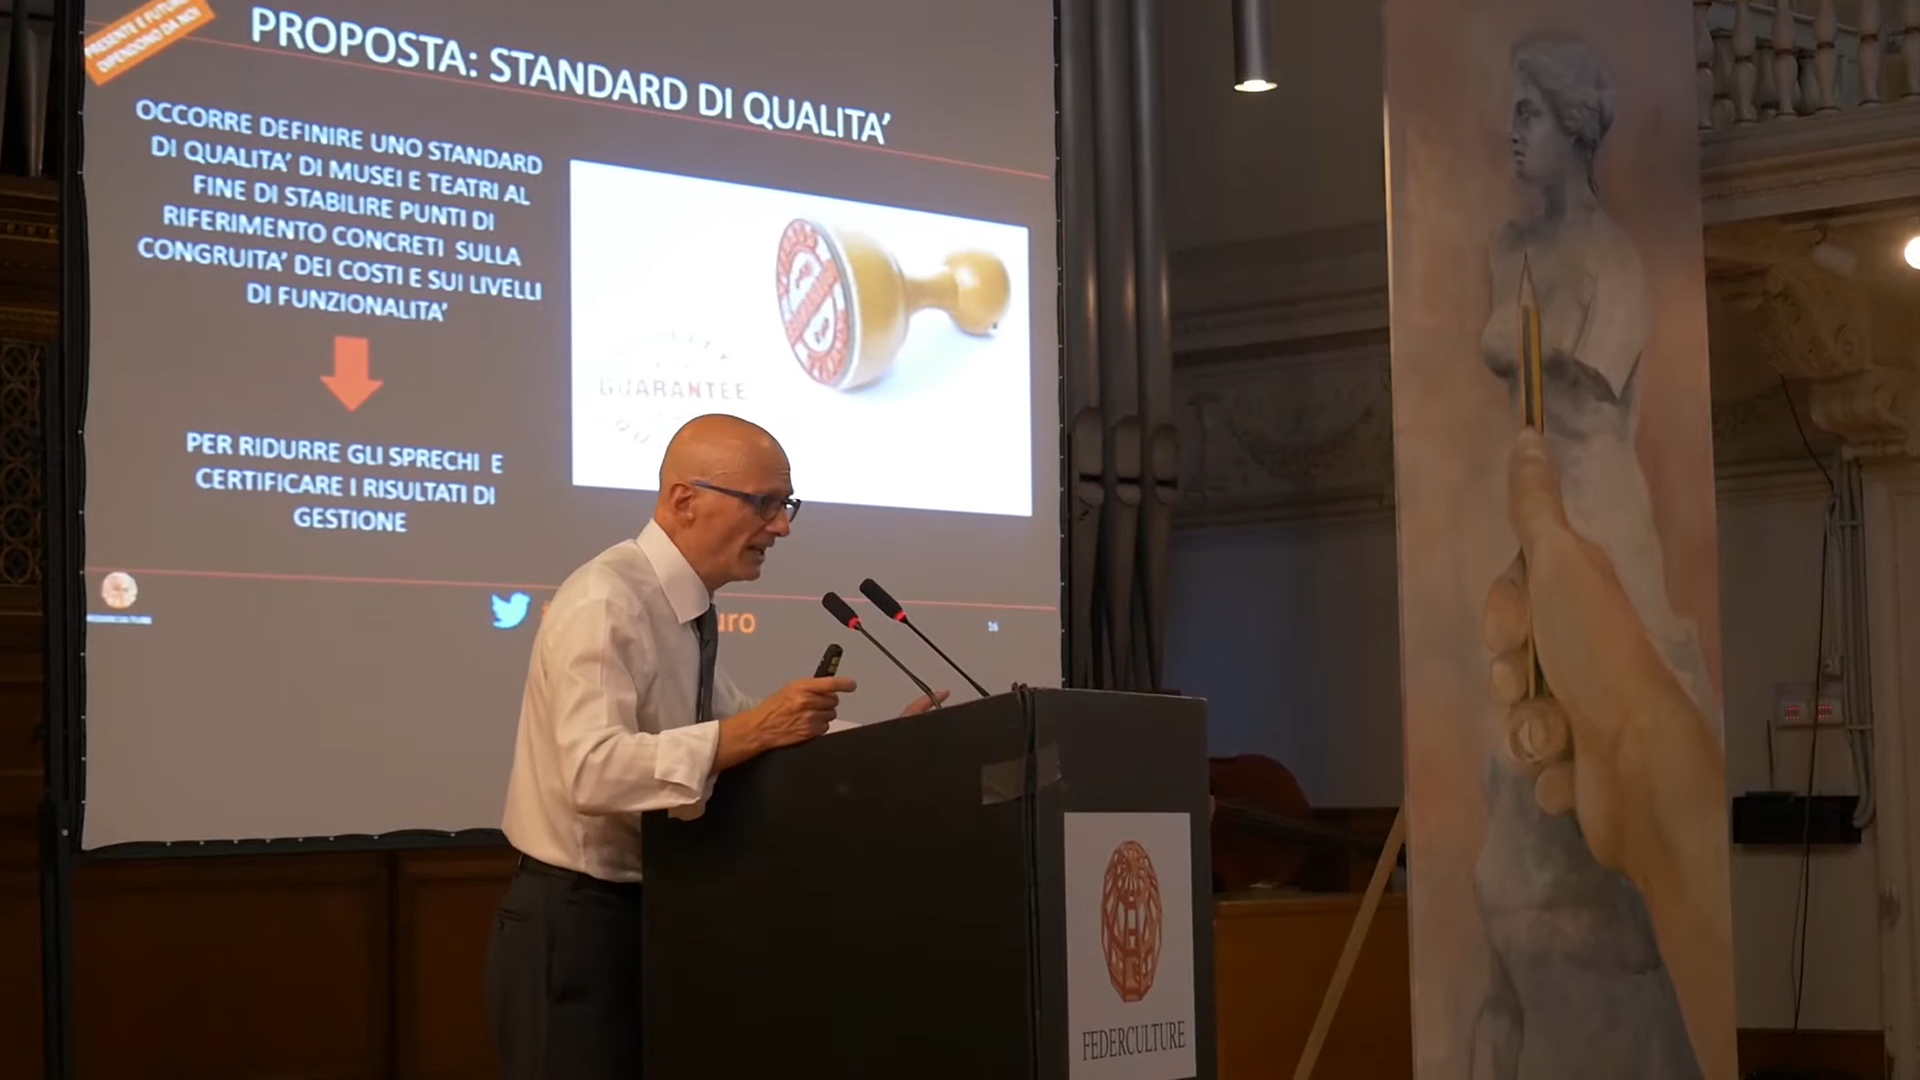 PRESENTE E FUTURO
DIPENDONO DA NOI
PROPOSTA: STANDARD DI QUALITA’
OCCORRE DEFINIRE UNO STANDARD
DI QUALITA’ DI MUSEI E TEATRI AL
FINE DI STABILIRE PUNTI DI
RIFERIMENTO CONCRETI SULLA
CONGRUITA’ DEI COSTI E SUI LIVELLI
DI FUNZIONALITA’
GUARANTEE
PER RIDURRE GLI SPRECHI E
CERTIFICARE I RISULTATI DI
GESTIONE
uro
16
FEDERCULTURE